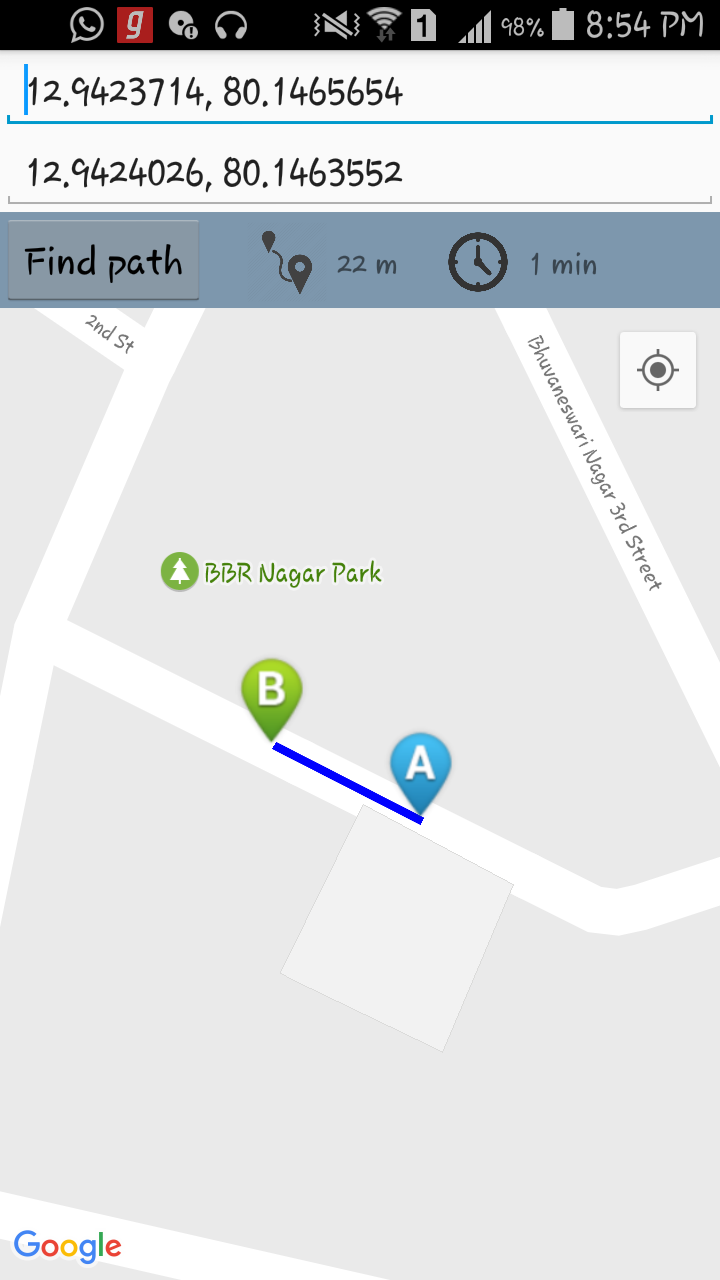 g 1 98% 8:54 PM
12.9423714, 80.1465654
12.9424026, 80.1463552
Find path 22 m 1 min
2nd St
Bhuvaneswari Nagar 3rd Street
BBR Nagar Park
B
A
Google